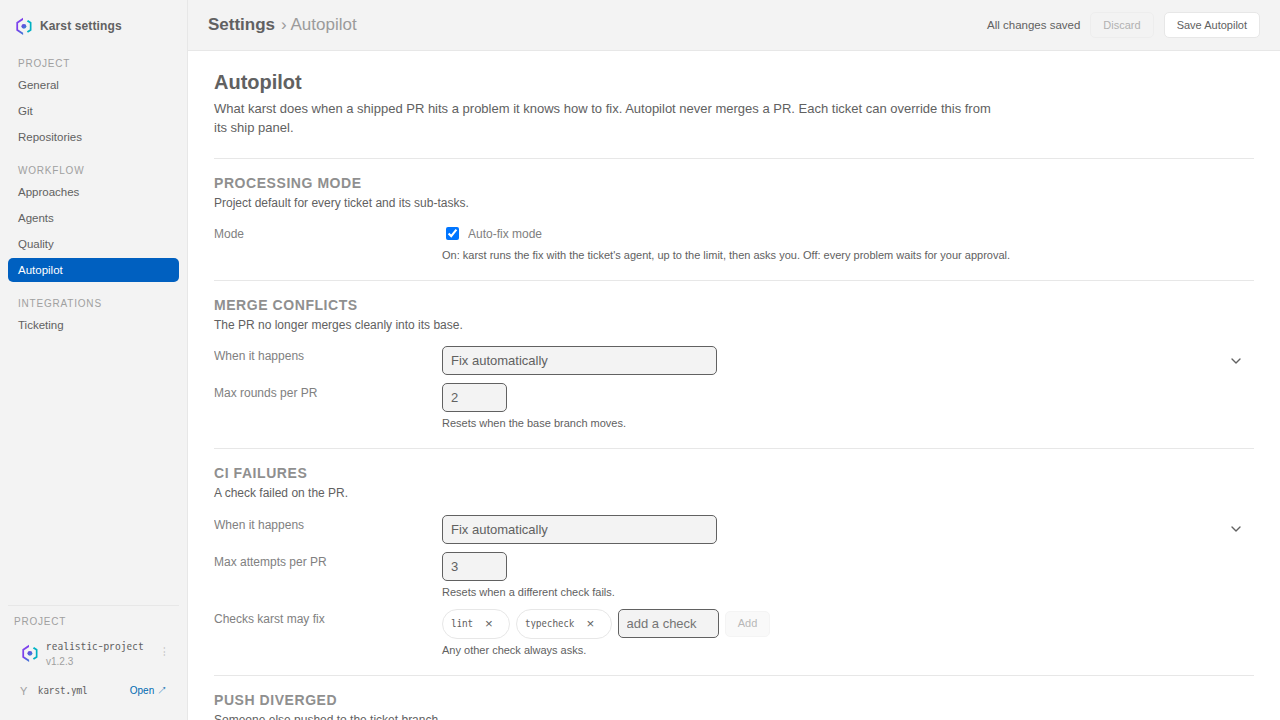 Karst settings
Settings › Autopilot
All changes saved
Discard
Save Autopilot
PROJECT
General
Git
Repositories
WORKFLOW
Approaches
Agents
Quality
Autopilot
INTEGRATIONS
Ticketing
PROJECT
realistic-project
v1.2.3
Y karst.yml
Open ↗
Autopilot
What karst does when a shipped PR hits a problem it knows how to fix. Autopilot never merges a PR. Each ticket can override this from
its ship panel.
PROCESSING MODE
Project default for every ticket and its sub-tasks.
Mode
Auto-fix mode
On: karst runs the fix with the ticket's agent, up to the limit, then asks you. Off: every problem waits for your approval.
MERGE CONFLICTS
The PR no longer merges cleanly into its base.
When it happens
Fix automatically
Max rounds per PR
2
Resets when the base branch moves.
CI FAILURES
A check failed on the PR.
When it happens
Fix automatically
Max attempts per PR
3
Resets when a different check fails.
Checks karst may fix
lint ×
typecheck ×
add a check
Add
Any other check always asks.
PUSH DIVERGED
Someone else pushed to the ticket branch.